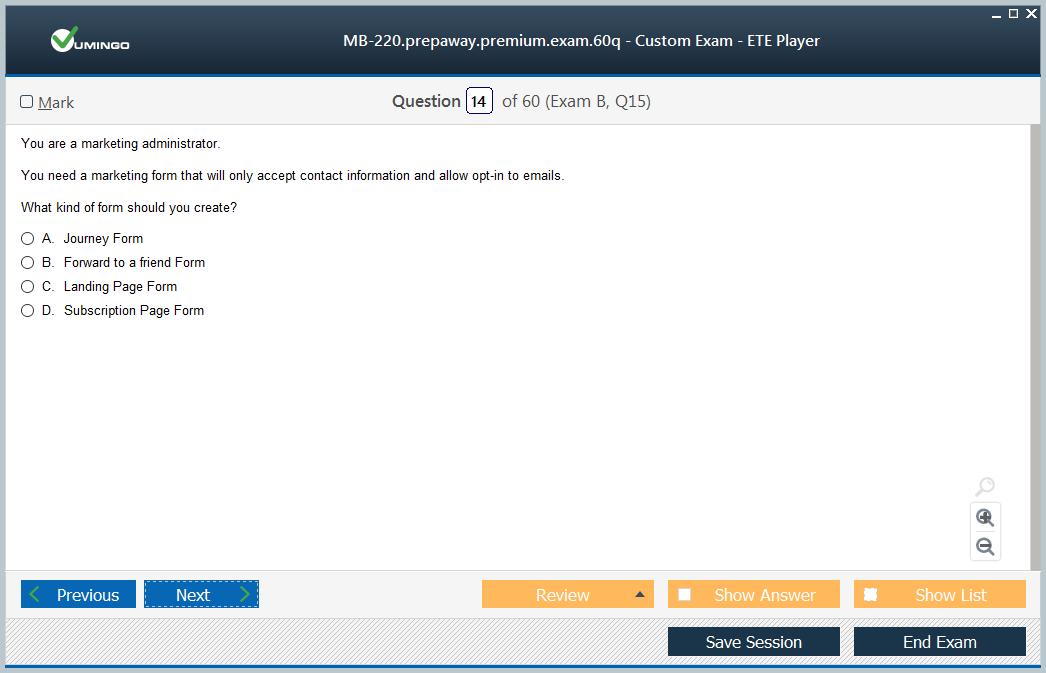 VUMINGO
MB-220.prepaway.premium.exam.60q - Custom Exam - ETE Player
Mark
Question 14 of 60 (Exam B, Q15)
You are a marketing administrator.
You need a marketing form that will only accept contact information and allow opt-in to emails.
What kind of form should you create?
A. Journey Form
B. Forward to a friend Form
C. Landing Page Form
D. Subscription Page Form
Previous Next Review Show Answer Show List
Save Session End Exam